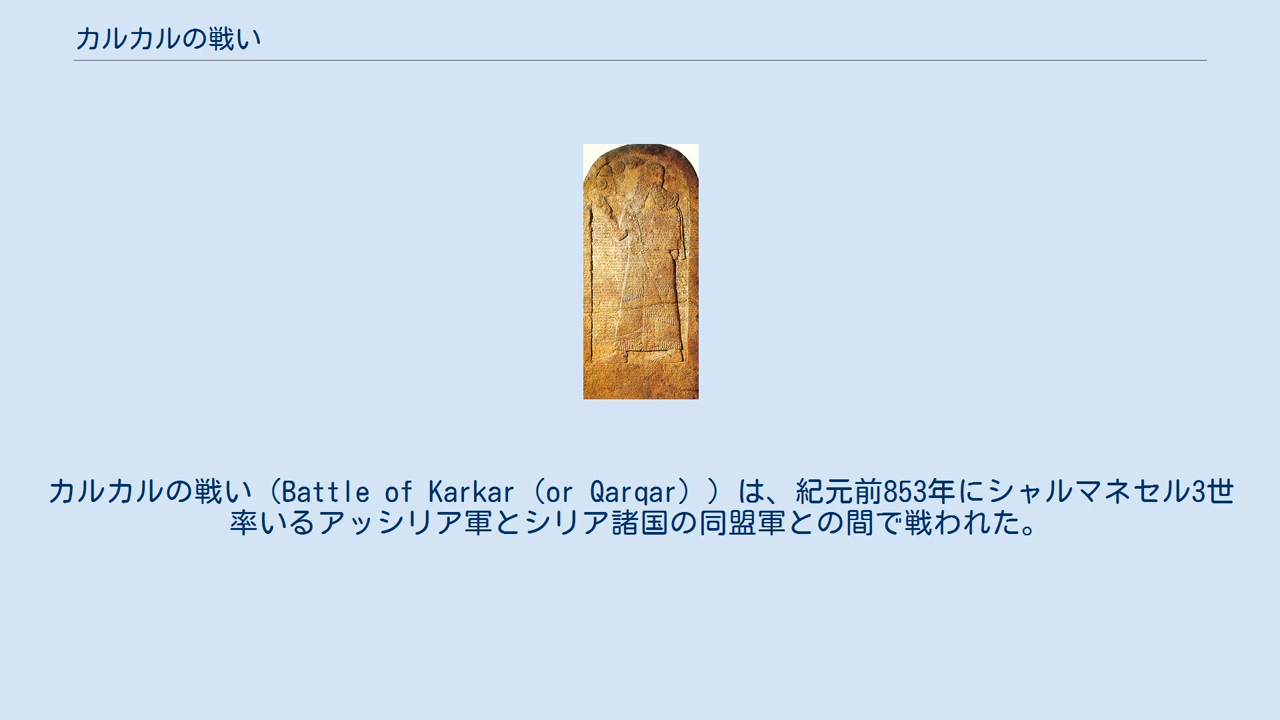 カルカルの戦い
カルカルの戦い（Battle of Karkar（or Qarqar））は、紀元前853年にシャルマネセル3世
率いるアッシリア軍とシリア諸国の同盟軍との間で戦われた。